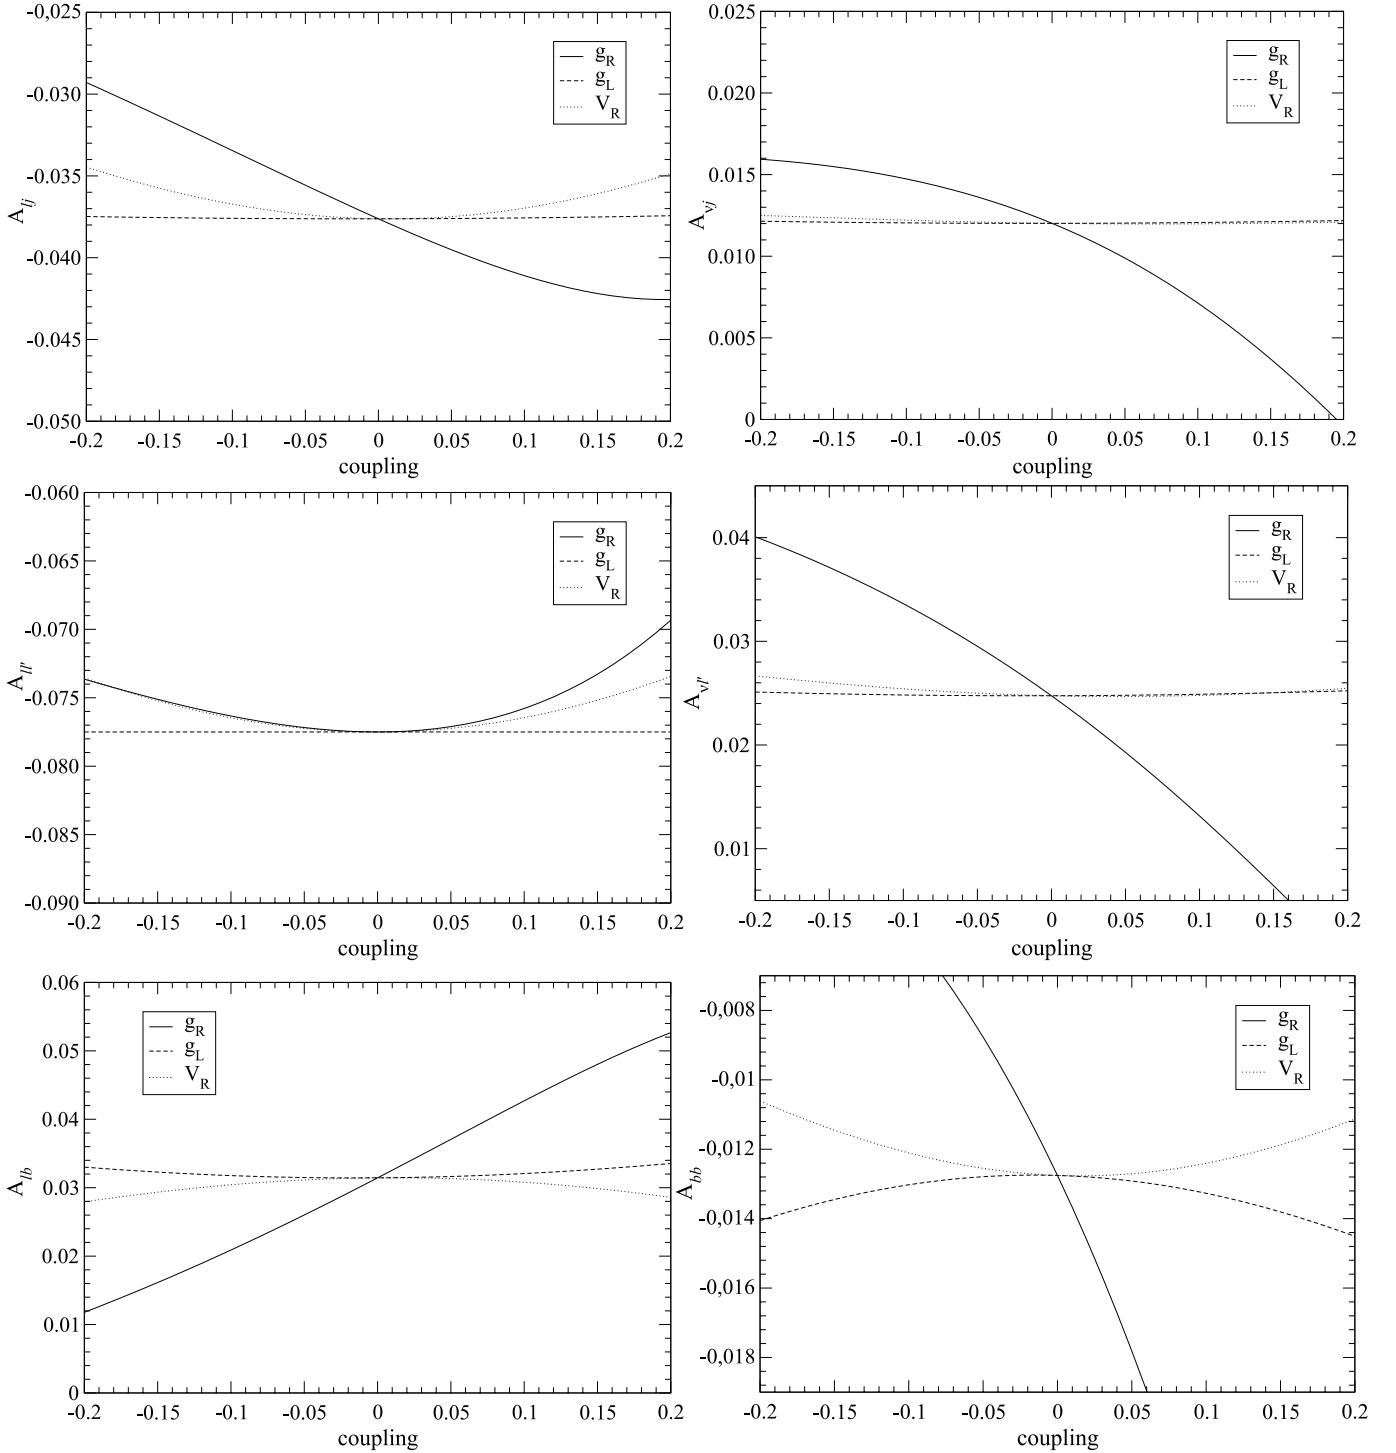 -0,025
-0.030
-0.035
-0.040
-0.045
-0.050
A_lj
g_R
g_L
V_R
-0.2 -0.15 -0.1 -0.05 0 0.05 0.1 0.15 0.2
coupling
0.025
0.020
0.015
0.010
0.005
0
A_νj
g_R
g_L
V_R
-0.2 -0.15 -0.1 -0.05 0 0.05 0.1 0.15 0.2
coupling
-0.060
-0.065
-0.070
-0.075
-0.080
-0.085
-0.090
A_ll'
g_R
g_L
V_R
-0.2 -0.15 -0.1 -0.05 0 0.05 0.1 0.15 0.2
coupling
0.04
0.03
0.02
0.01
A_νl'
g_R
g_L
V_R
-0.2 -0.15 -0.1 -0.05 0 0.05 0.1 0.15 0.2
coupling
0.06
0.05
0.04
0.03
0.02
0.01
0
A_lb
g_R
g_L
V_R
-0.2 -0.15 -0.1 -0.05 0 0.05 0.1 0.15 0.2
coupling
-0,008
-0,01
-0,012
-0,014
-0,016
-0,018
A_bb
g_R
g_L
V_R
-0.2 -0.15 -0.1 -0.05 0 0.05 0.1 0.15 0.2
coupling